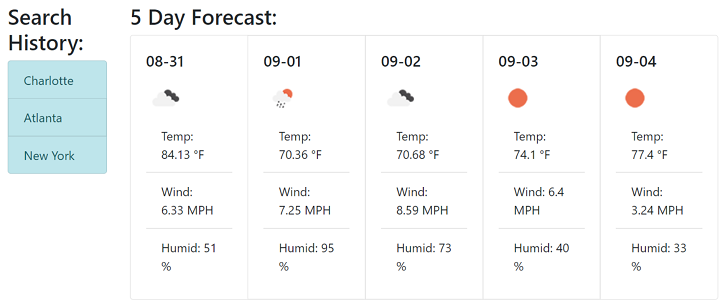 Search
History:
Charlotte
Atlanta
New York
5 Day Forecast:
08-31
Temp:
84.13 °F
Wind:
6.33 MPH
Humid: 51
%
09-01
Temp:
70.36 °F
Wind:
7.25 MPH
Humid: 95
%
09-02
Temp:
70.68 °F
Wind:
8.59 MPH
Humid: 73
%
09-03
Temp:
74.1 °F
Wind: 6.4
MPH
Humid: 40
%
09-04
Temp:
77.4 °F
Wind:
3.24 MPH
Humid: 33
%